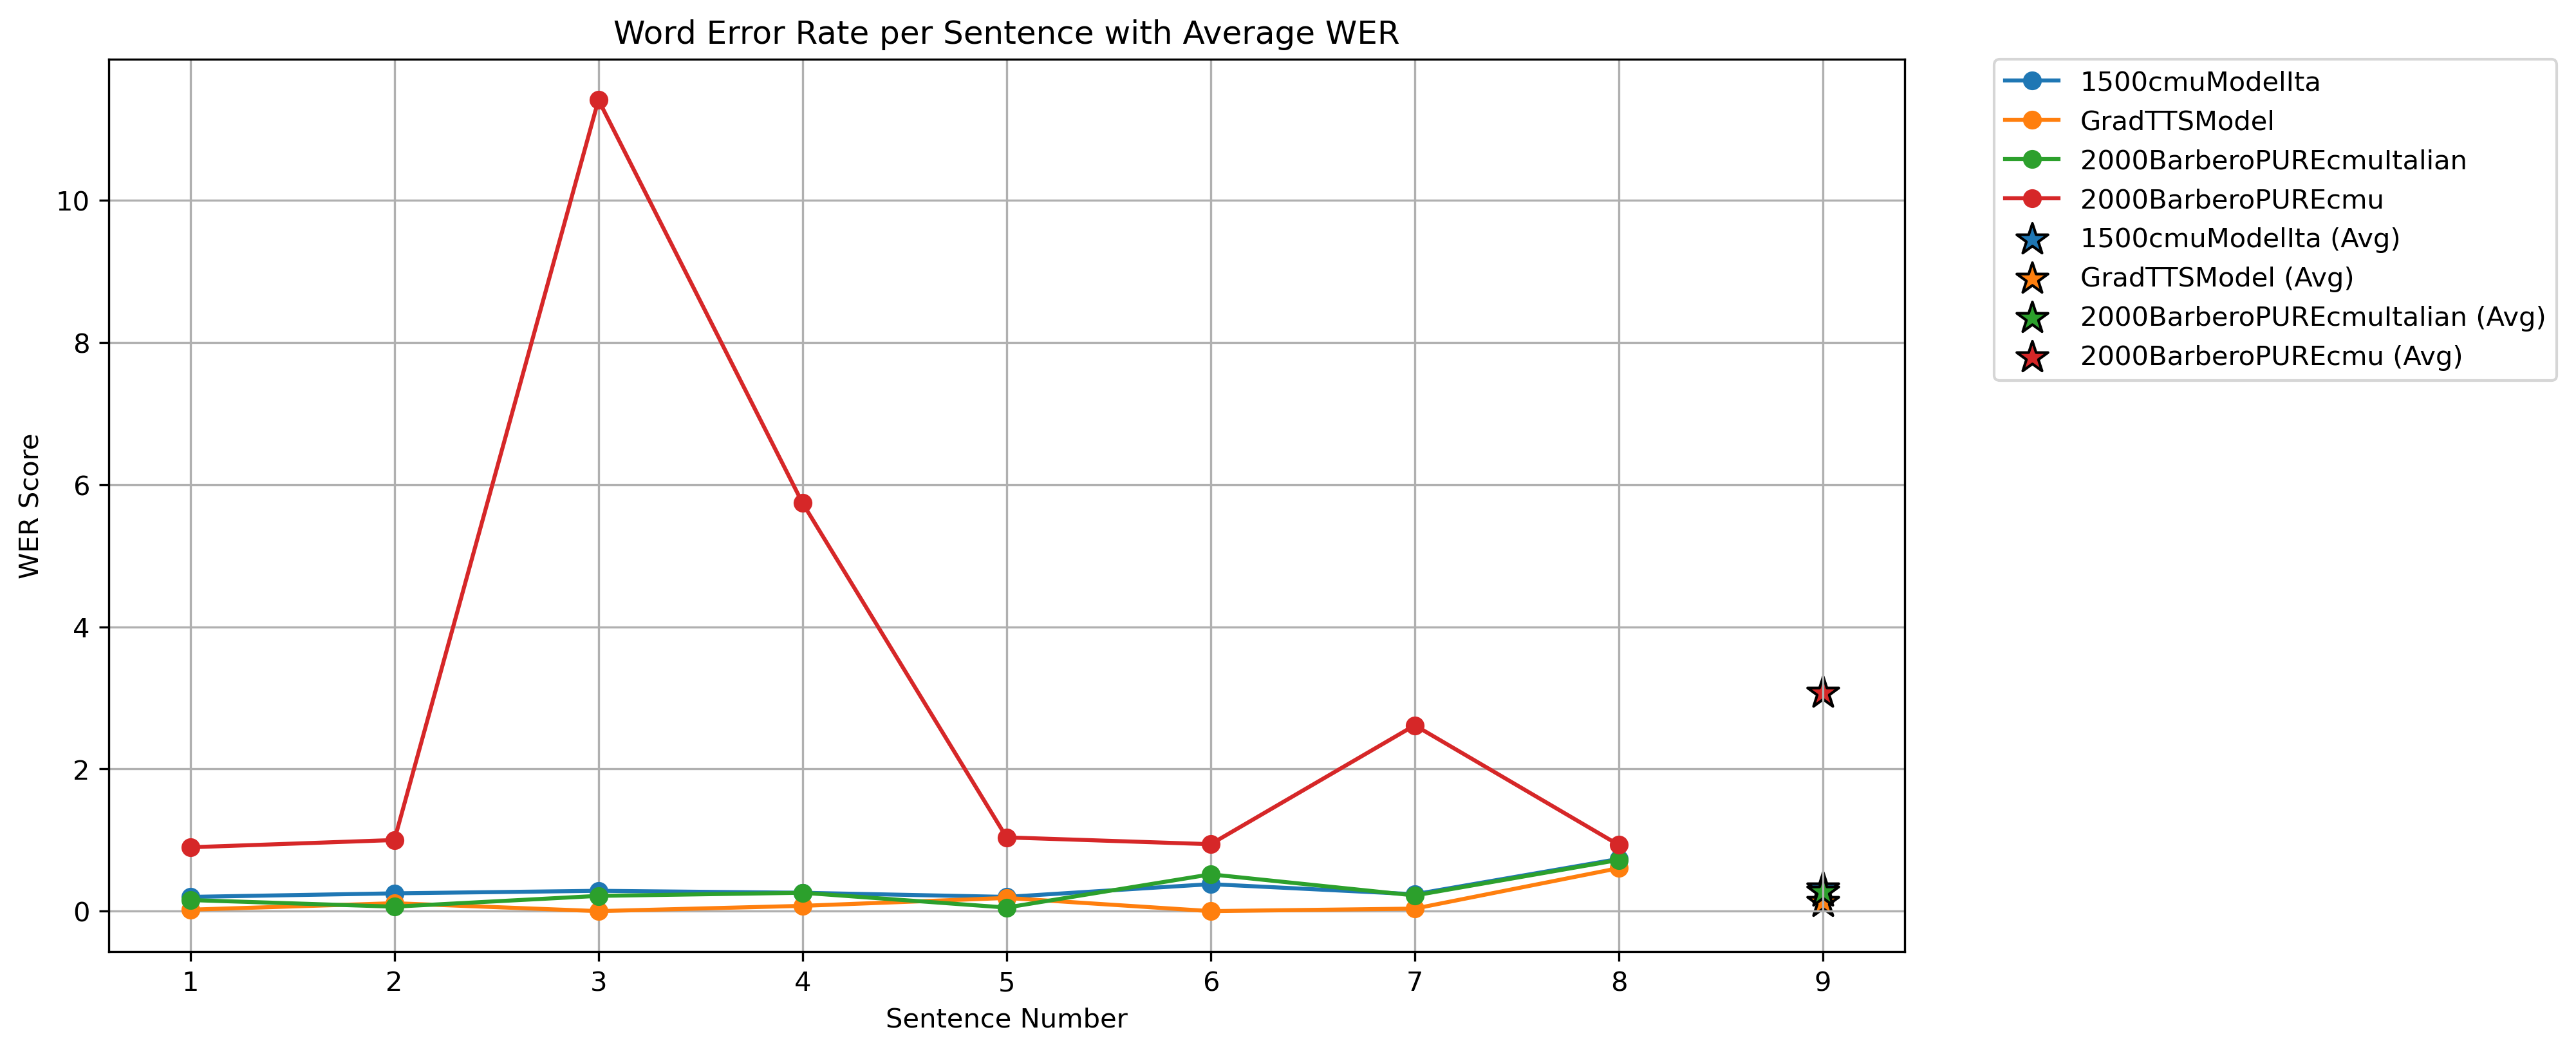 Word Error Rate per Sentence with Average WER
WER Score
10
8
6
4
2
0
1 2 3 4 5 6 7 8 9
Sentence Number
1500cmuModelIta
GradTTSModel
2000BarberoPUREcmuItalian
2000BarberoPUREcmu
1500cmuModelIta (Avg)
GradTTSModel (Avg)
2000BarberoPUREcmuItalian (Avg)
2000BarberoPUREcmu (Avg)